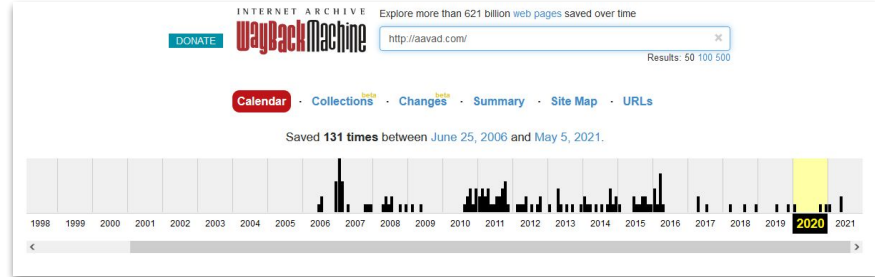 INTERNET ARCHIVE
WayBackMachine
DONATE
Explore more than 621 billion web pages saved over time
http://aavad.com/
×
Results: 50 100 500
Calendar · Collections beta · Changes beta · Summary · Site Map · URLs
Saved 131 times between June 25, 2006 and May 5, 2021.
1998 1999 2000 2001 2002 2003 2004 2005 2006 2007 2008 2009 2010 2011 2012 2013 2014 2015 2016 2017 2018 2019 2020 2021